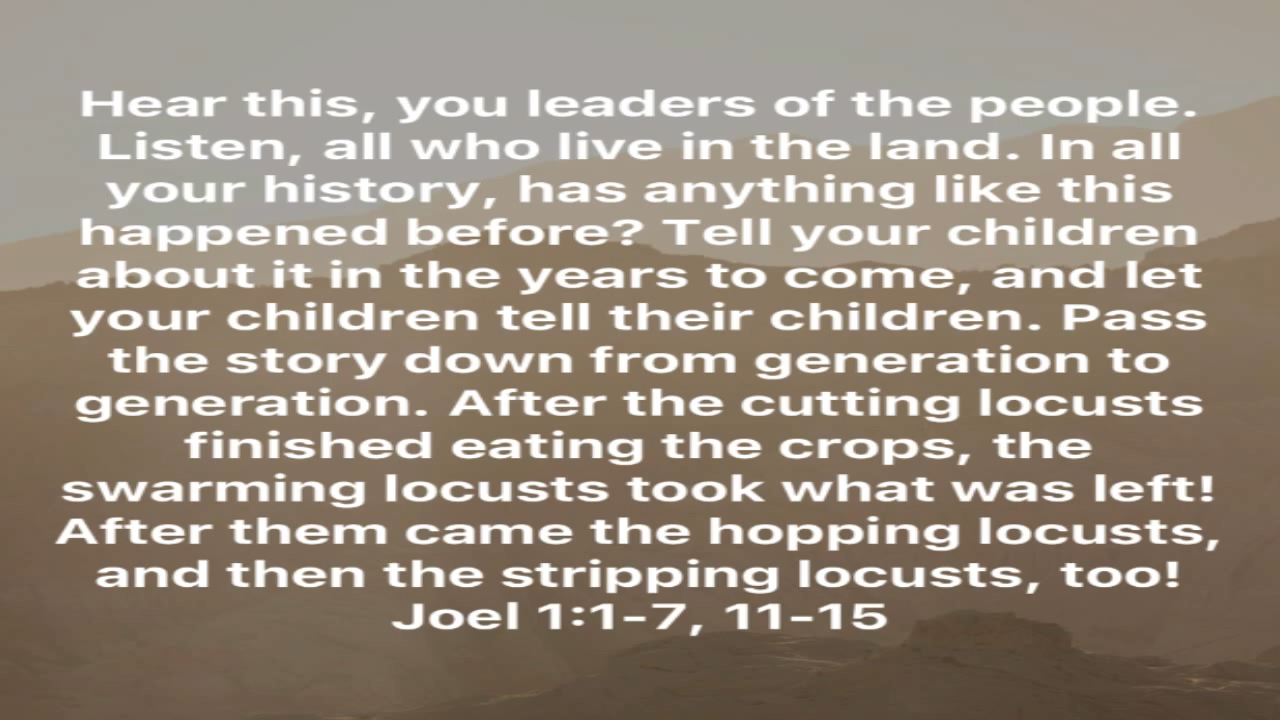 Hear this, you leaders of the people.
Listen, all who live in the land. In all
your history, has anything like this
happened before? Tell your children
about it in the years to come, and let
your children tell their children. Pass
the story down from generation to
generation. After the cutting locusts
finished eating the crops, the
swarming locusts took what was left!
After them came the hopping locusts,
and then the stripping locusts, too!
Joel 1:1-7, 11-15